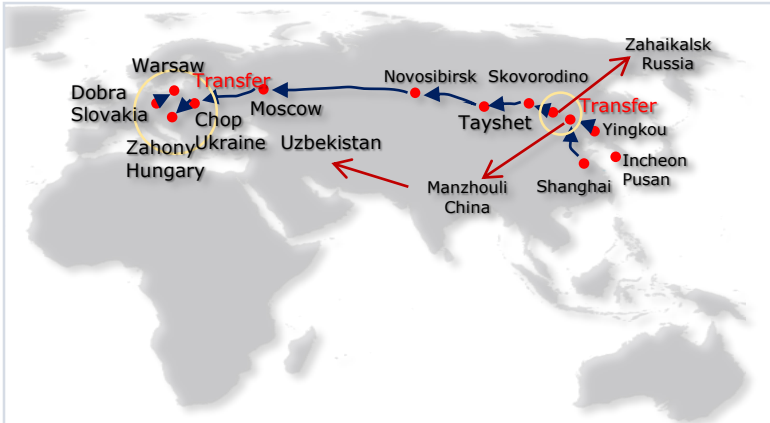 Warsaw
Transfer
Dobra
Slovakia
Chop
Ukraine
Zahony
Hungary
Moscow
Uzbekistan
Novosibirsk
Skovorodino
Tayshet
Zahaikalsk
Russia
Transfer
Yingkou
Incheon
Pusan
Shanghai
Manzhouli
China